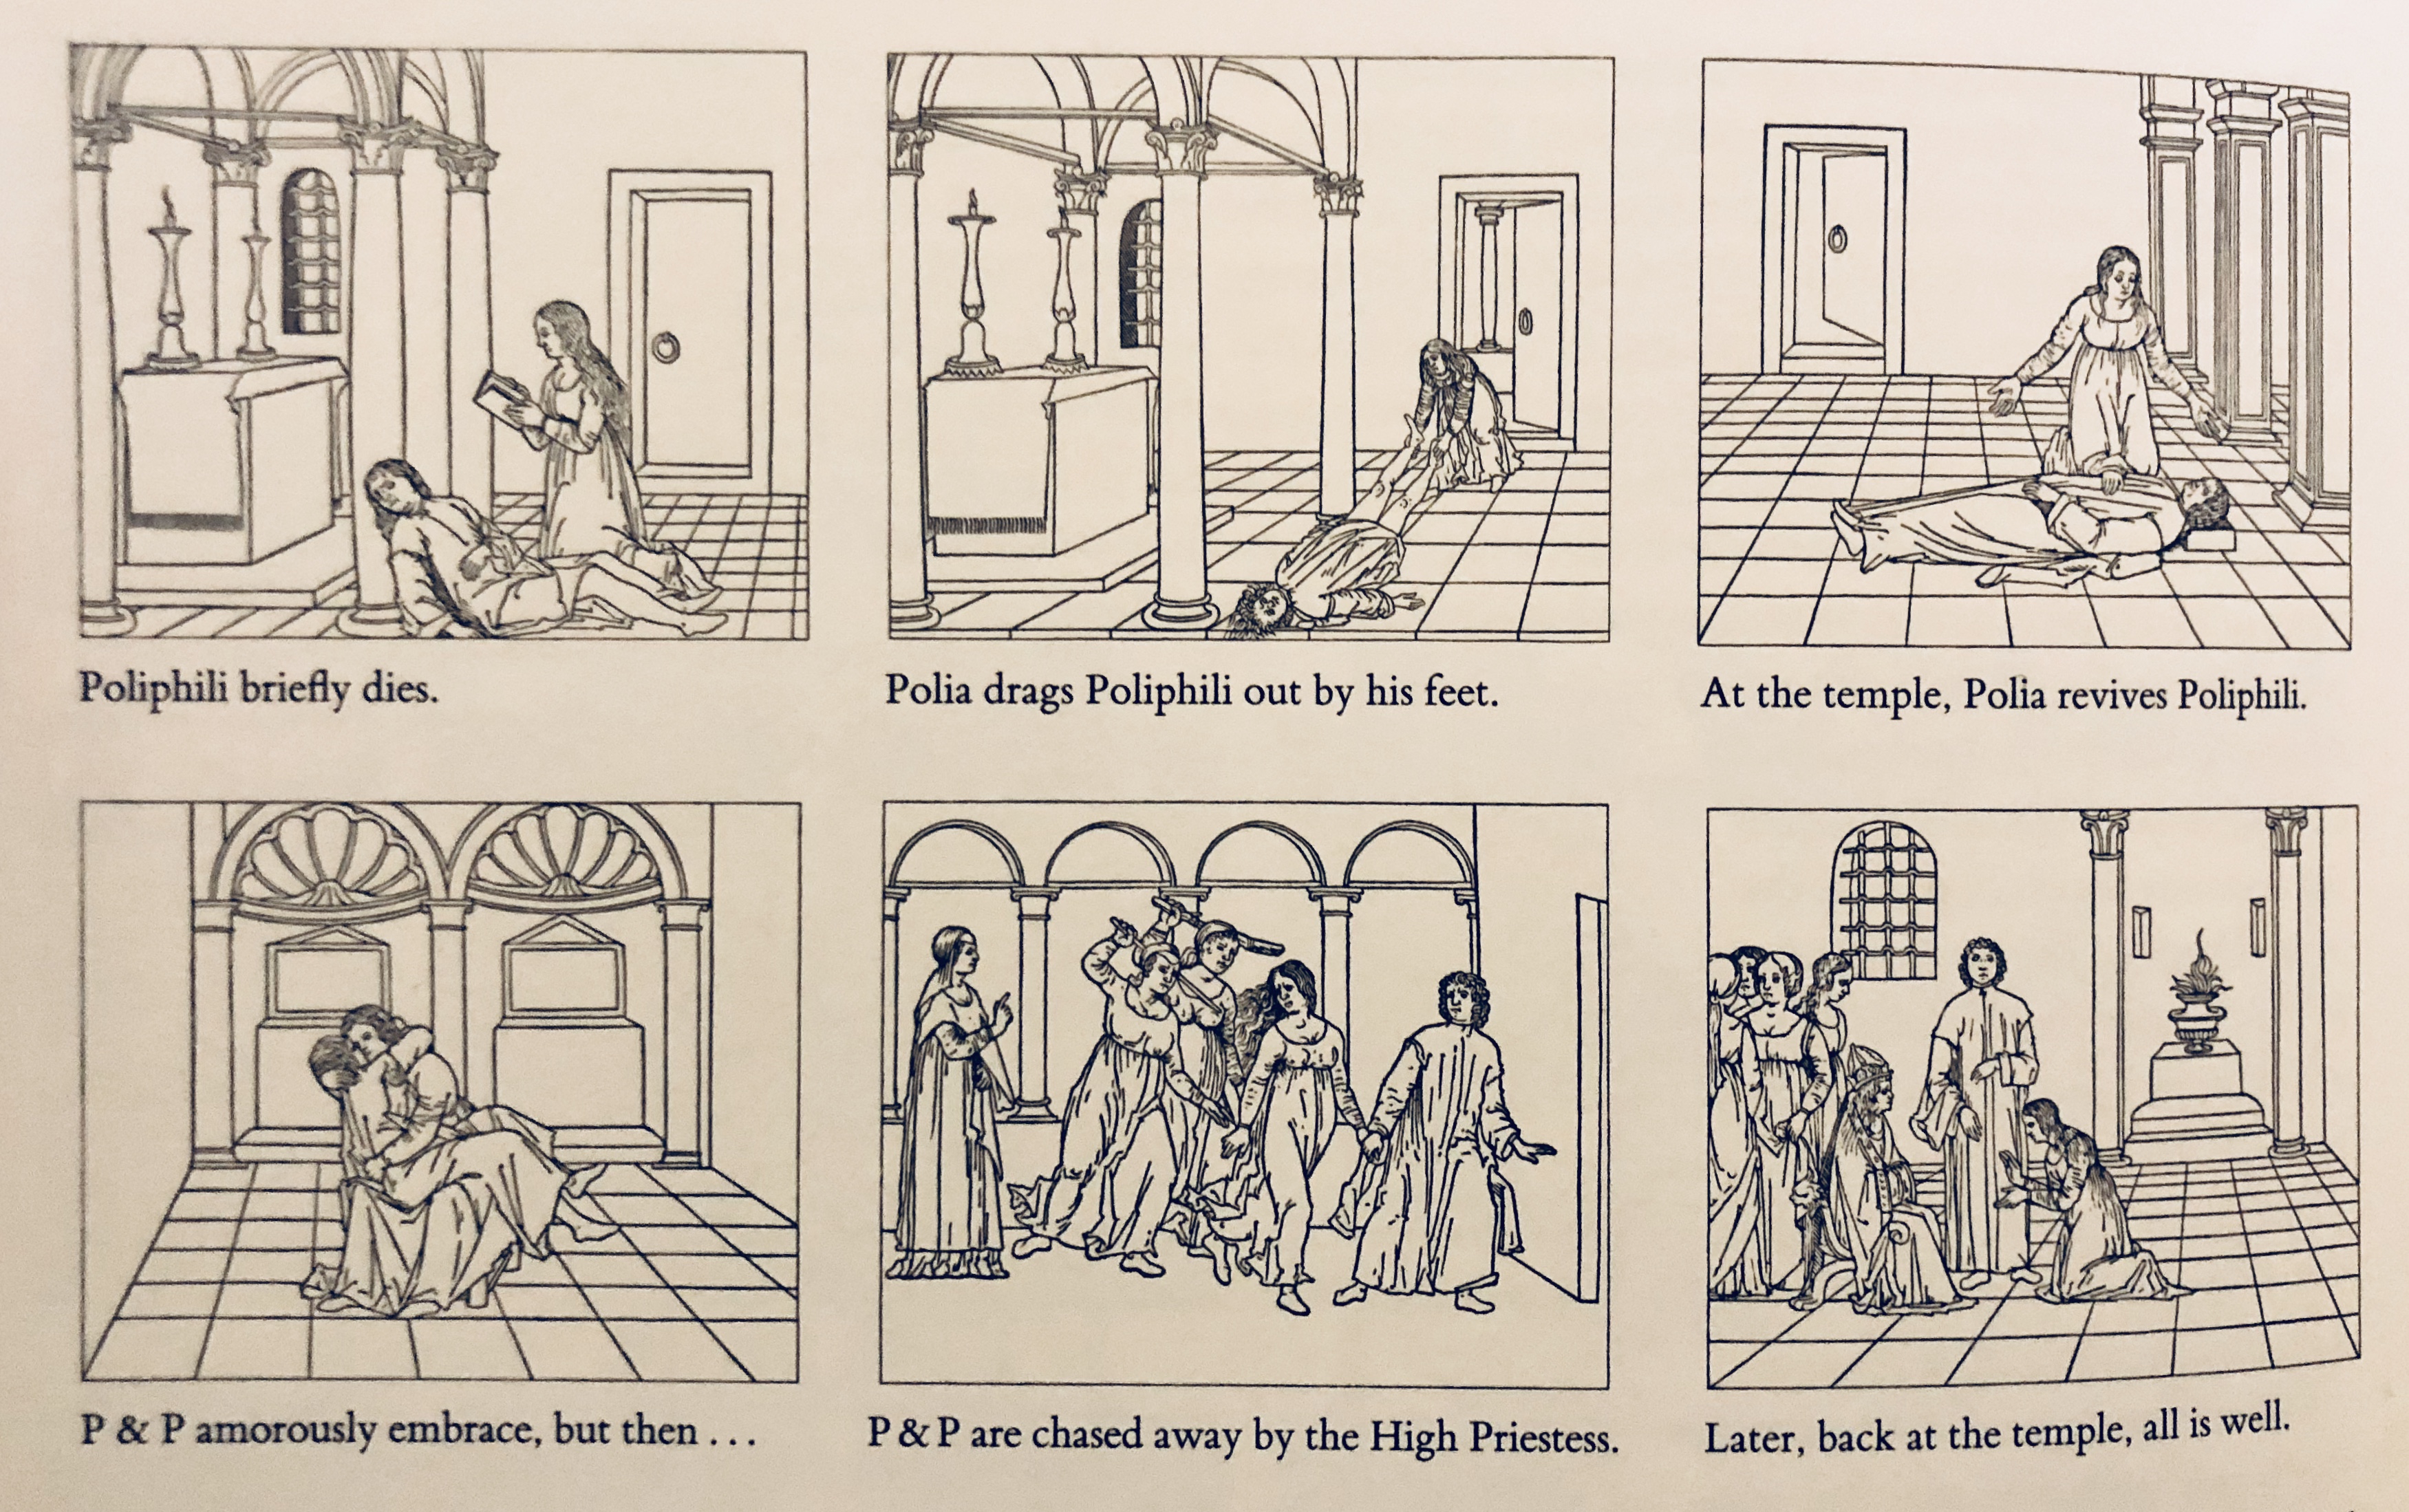 Poliphili briefly dies.
Polia drags Poliphili out by his feet.
At the temple, Polia revives Poliphili.
P & P amorously embrace, but then . . .
P & P are chased away by the High Priestess.
Later, back at the temple, all is well.